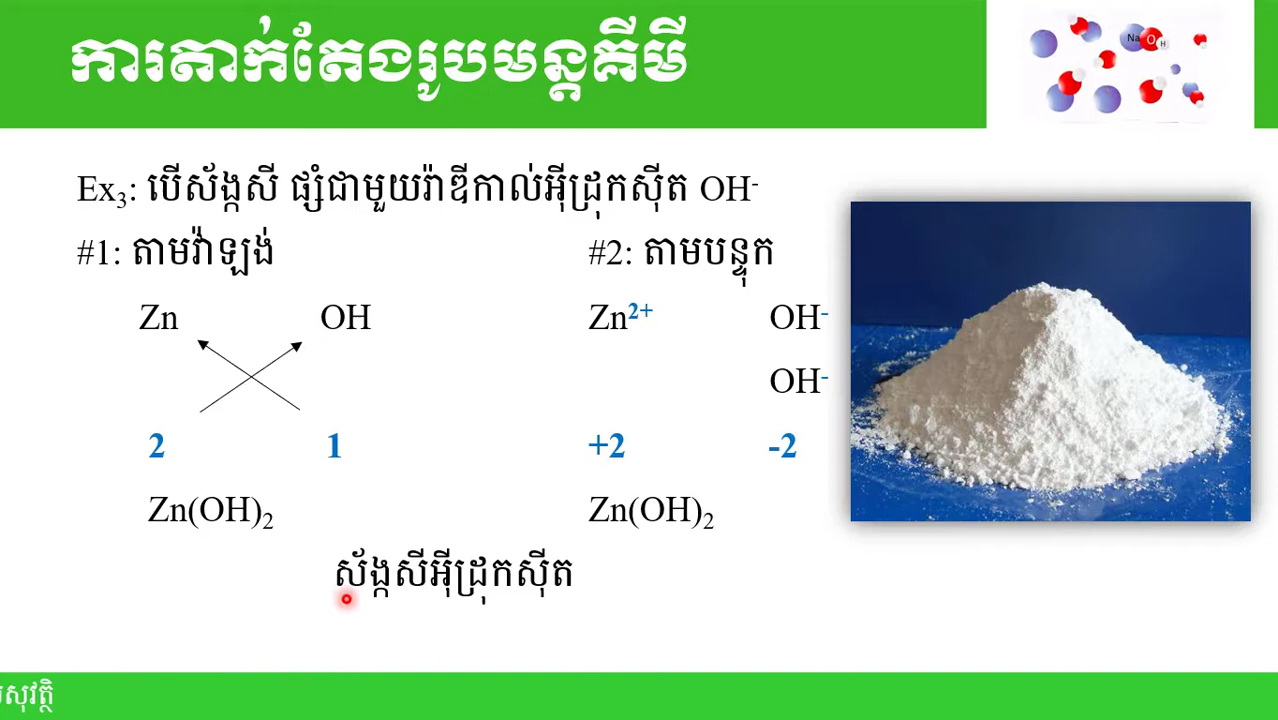 ការតាក់តែងរូបមន្តគីមី
Na O H
Ex3: បើស័ង្កសី ផ្សំជាមួយរ៉ាឌីកាល់អ៊ីដ្រុកស៊ីត OH-
#1: តាមវ៉ាឡង់
#2: តាមបន្ទុក
Zn OH
Zn2+ OH-
OH-
2 1
+2 -2
Zn(OH)2
Zn(OH)2
ស័ង្កសីអ៊ីដ្រុកស៊ីត
សុវត្ថិ